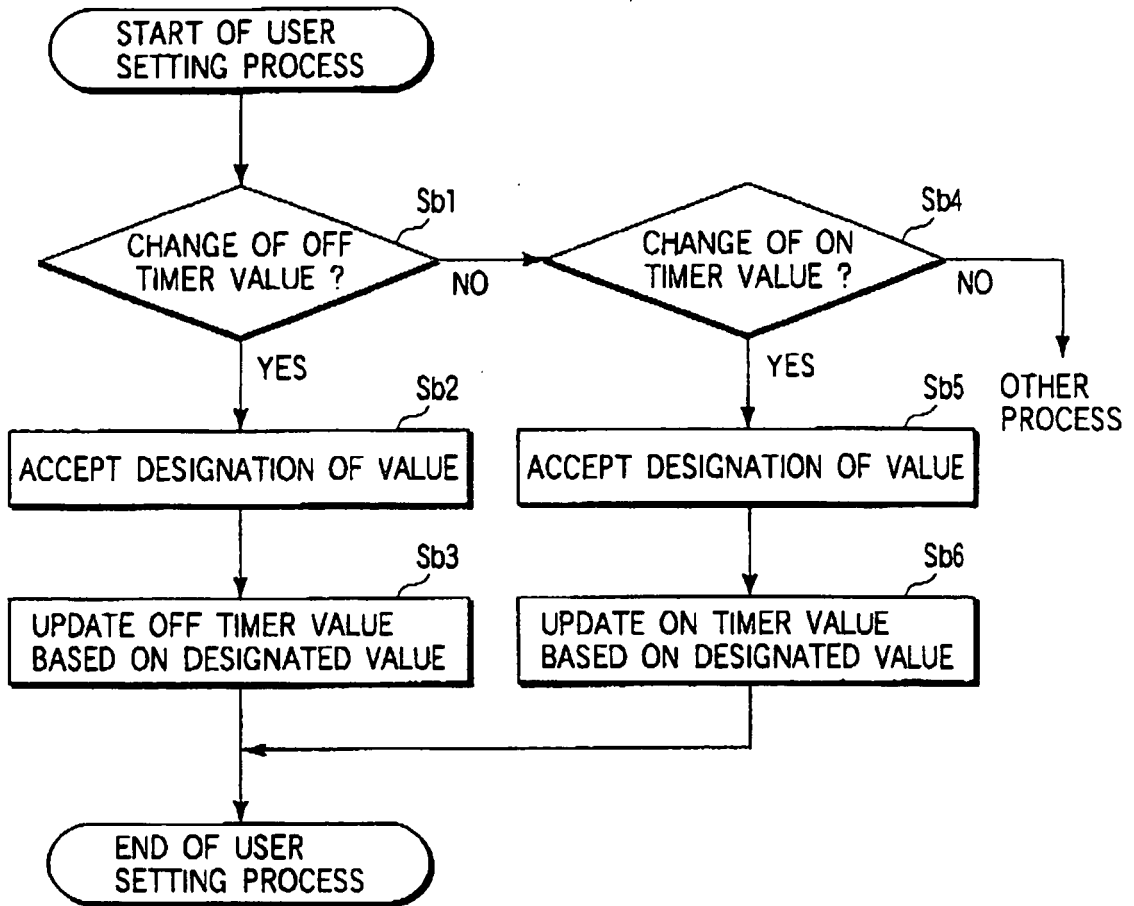 START OF USER
SETTING PROCESS
Sb1
CHANGE OF OFF
TIMER VALUE ?
NO
YES
Sb4
CHANGE OF ON
TIMER VALUE ?
NO
YES
OTHER
PROCESS
Sb2
ACCEPT DESIGNATION OF VALUE
Sb5
ACCEPT DESIGNATION OF VALUE
Sb3
UPDATE OFF TIMER VALUE
BASED ON DESIGNATED VALUE
Sb6
UPDATE ON TIMER VALUE
BASED ON DESIGNATED VALUE
END OF USER
SETTING PROCESS